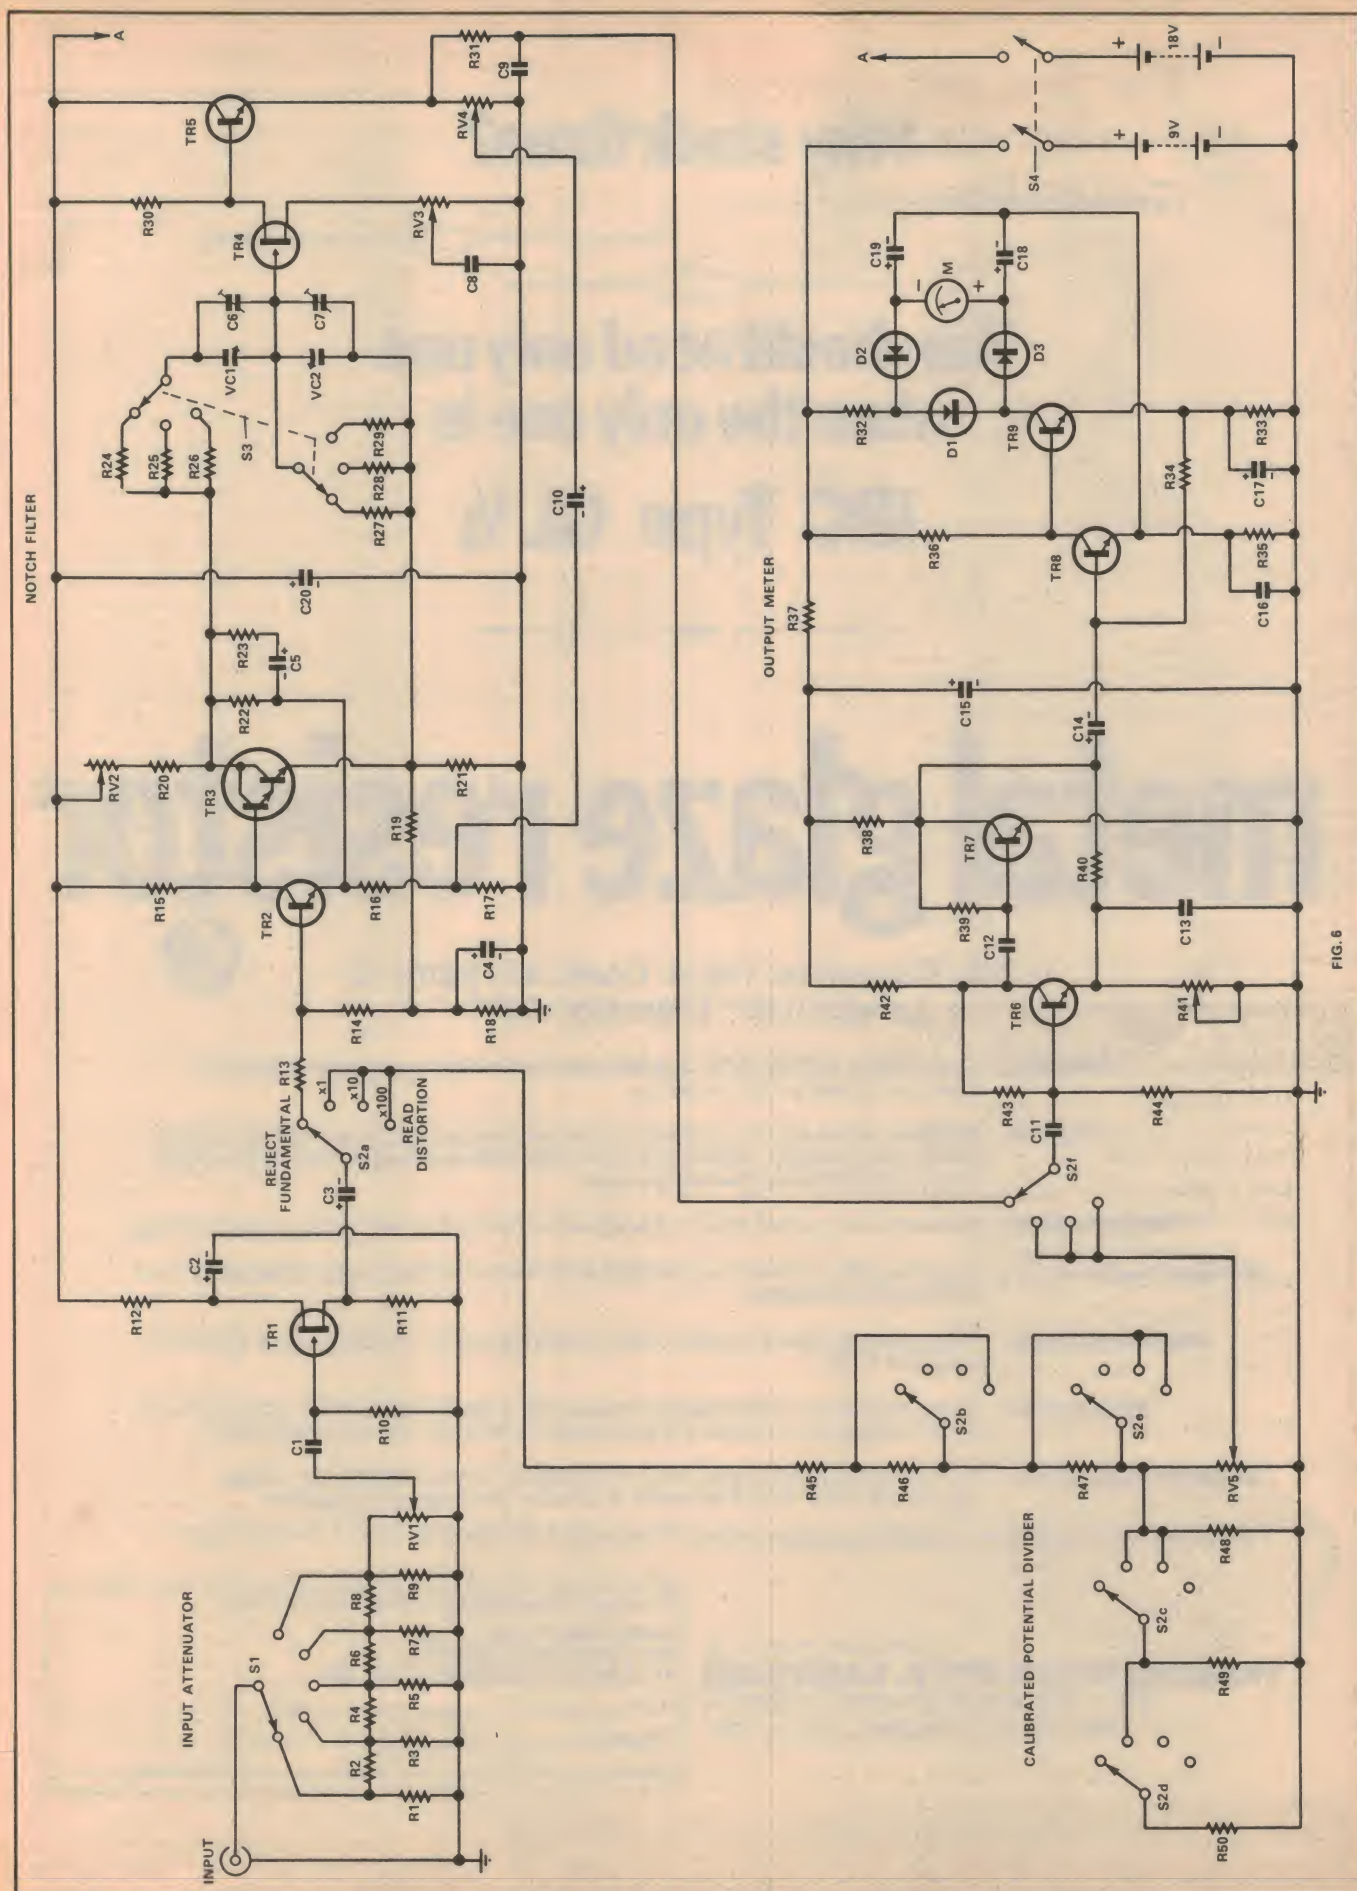 NOTCH FILTER
A
R31
C9
TR5
RV4
R30
RV3
TR4
C8
C6
C7
VC1
VC2
S3
R24
R25
R26
R29
R28
R27
C10
+
-
C20
+
-
R23
C5
+
-
R22
RV2
R20
TR3
R21
R19
R15
TR2
R16
R17
C4
+
-
R14
R18
R13
REJECT
FUNDAMENTAL
x1
x10
x100
READ
DISTORTION
S2a
C3
+
-
C2
+
-
R12
TR1
R11
C1
R10
INPUT ATTENUATOR
RV1
S1
R8
R9
R6
R7
R4
R5
R2
R3
R1
INPUT
OUTPUT METER
A
S4
+
18V
-
+
9V
-
C19
+
-
M
-
+
C18
+
-
D2
D3
R32
D1
TR9
R34
C17
+
-
R33
R36
TR8
C16
R35
R37
C15
+
-
C14
+
-
R38
TR7
R40
R39
C12
C13
R42
TR6
R41
R43
R44
C11
S2f
S2b
S2e
R45
R46
R47
RV5
CALIBRATED POTENTIAL DIVIDER
R48
S2c
R49
S2d
R50
FIG. 6